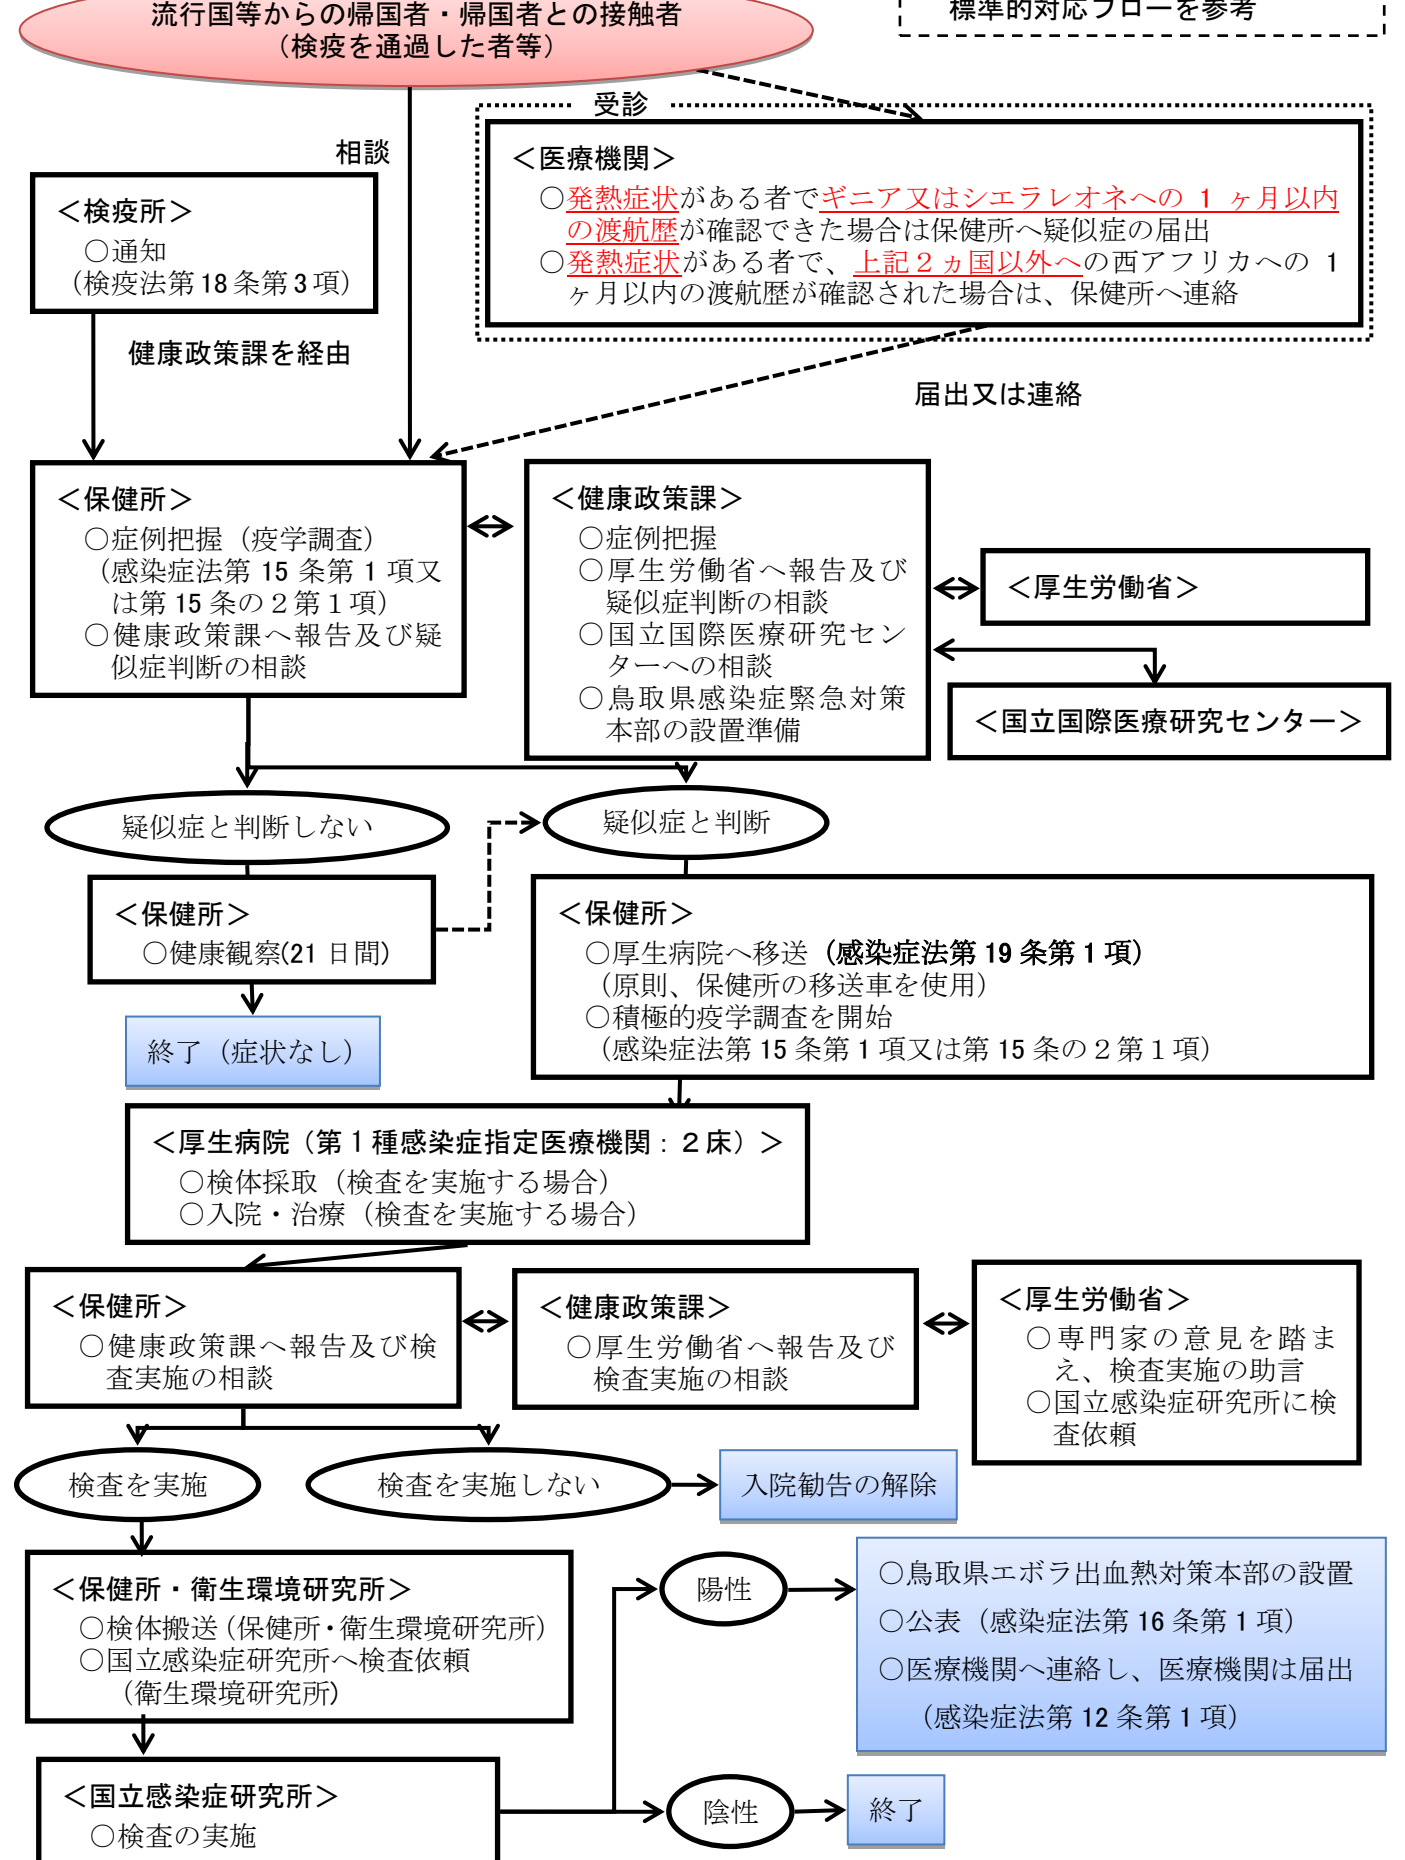 流行国等からの帰国者・帰国者との接触者
（検疫を通過した者等）
標準的対応フローを参考
受診
相談
＜医療機関＞
○発熱症状がある者でギニア又はシエラレオネへの 1 ヶ月以内
の渡航歴が確認できた場合は保健所へ疑似症の届出
○発熱症状がある者で、上記２ヵ国以外への西アフリカへの 1
ヶ月以内の渡航歴が確認された場合は、保健所へ連絡
＜検疫所＞
○通知
（検疫法第 18 条第 3 項）
健康政策課を経由
届出又は連絡
＜保健所＞
○症例把握（疫学調査）
（感染症法第 15 条第 1 項又
は第 15 条の２第１項）
○健康政策課へ報告及び疑
似症判断の相談
＜健康政策課＞
○症例把握
○厚生労働省へ報告及び
疑似症判断の相談
○国立国際医療研究セン
ターへの相談
○鳥取県感染症緊急対策
本部の設置準備
＜厚生労働省＞
＜国立国際医療研究センター＞
疑似症と判断しない
疑似症と判断
＜保健所＞
○健康観察(21 日間)
終了（症状なし）
＜保健所＞
○厚生病院へ移送（感染症法第 19 条第 1 項）
（原則、保健所の移送車を使用）
○積極的疫学調査を開始
（感染症法第 15 条第 1 項又は第 15 条の２第１項）
＜厚生病院（第１種感染症指定医療機関：２床）＞
○検体採取（検査を実施する場合）
○入院・治療（検査を実施する場合）
＜保健所＞
○健康政策課へ報告及び検
査実施の相談
＜健康政策課＞
○厚生労働省へ報告及び
検査実施の相談
＜厚生労働省＞
○専門家の意見を踏ま
え、検査実施の助言
○国立感染症研究所に検
査依頼
検査を実施
検査を実施しない
入院勧告の解除
＜保健所・衛生環境研究所＞
○検体搬送（保健所・衛生環境研究所）
○国立感染症研究所へ検査依頼
（衛生環境研究所）
陽性
○鳥取県エボラ出血熱対策本部の設置
○公表（感染症法第 16 条第 1 項）
○医療機関へ連絡し、医療機関は届出
（感染症法第 12 条第 1 項）
＜国立感染症研究所＞
○検査の実施
陰性
終了